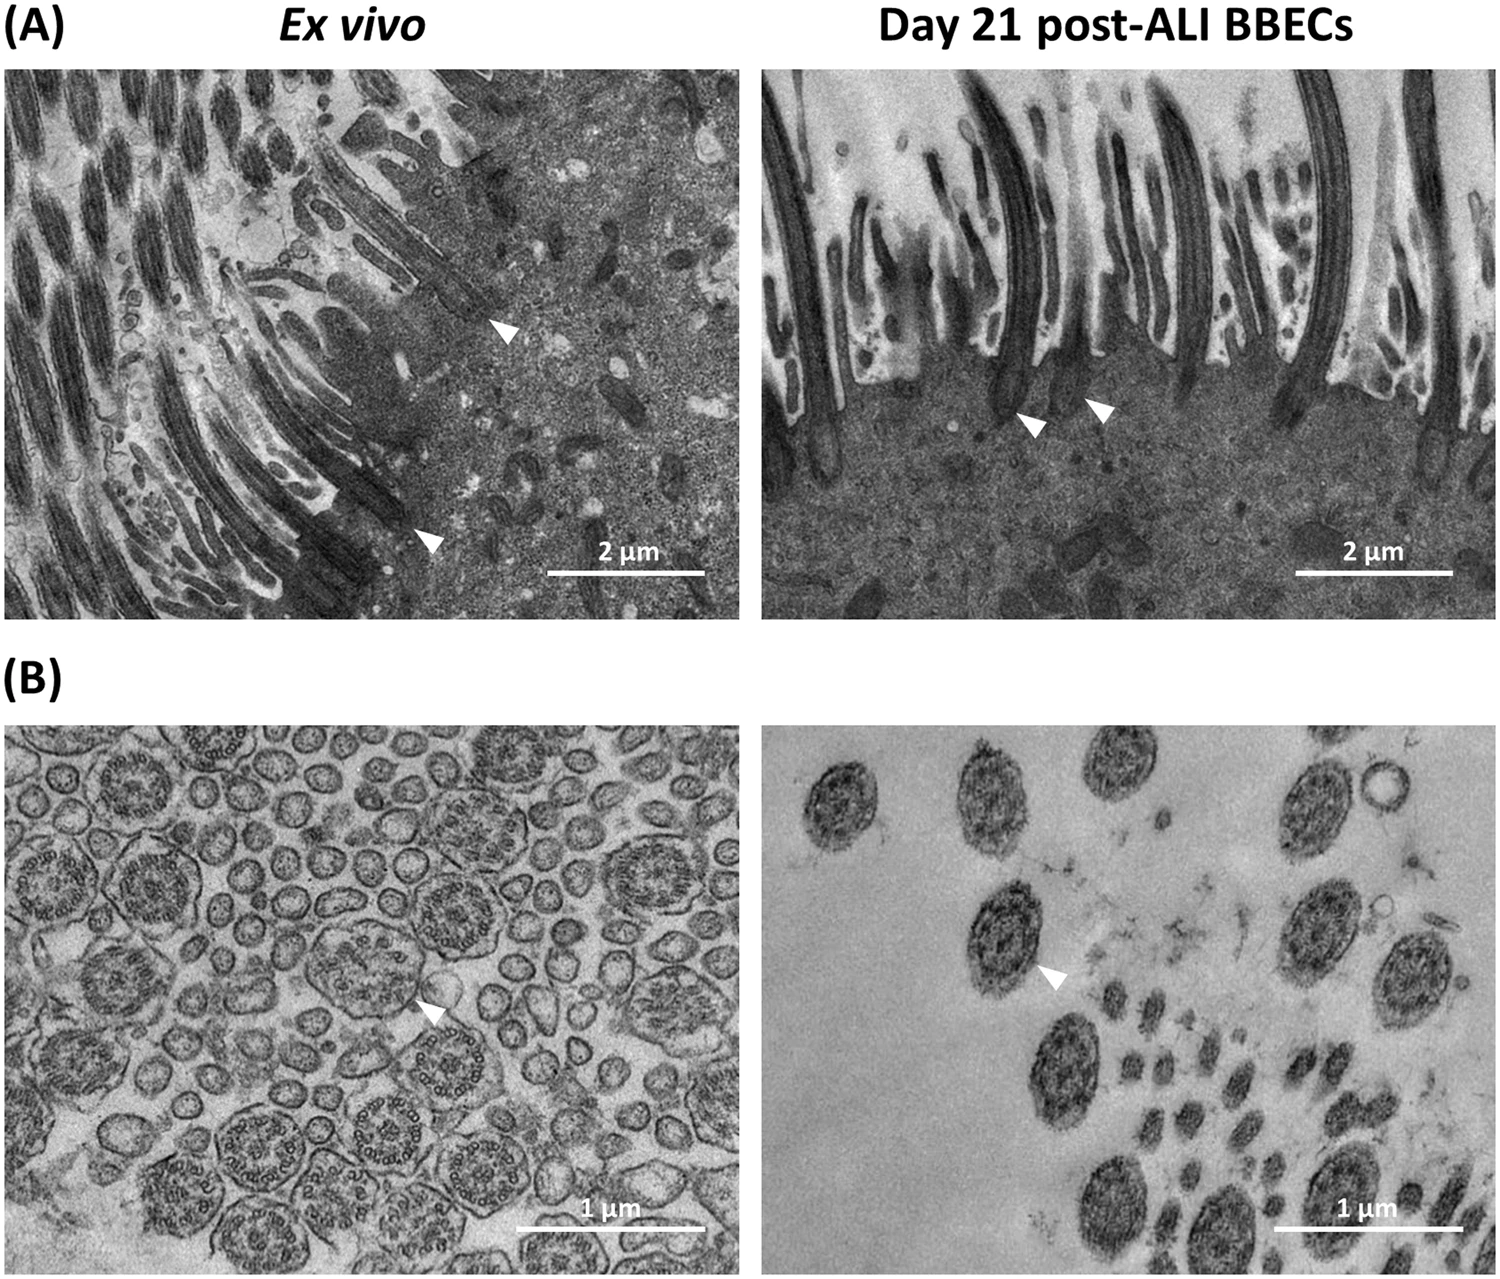 (A)
Ex vivo
Day 21 post-ALI BBECs
2 µm
2 µm
(B)
1 µm
1 µm